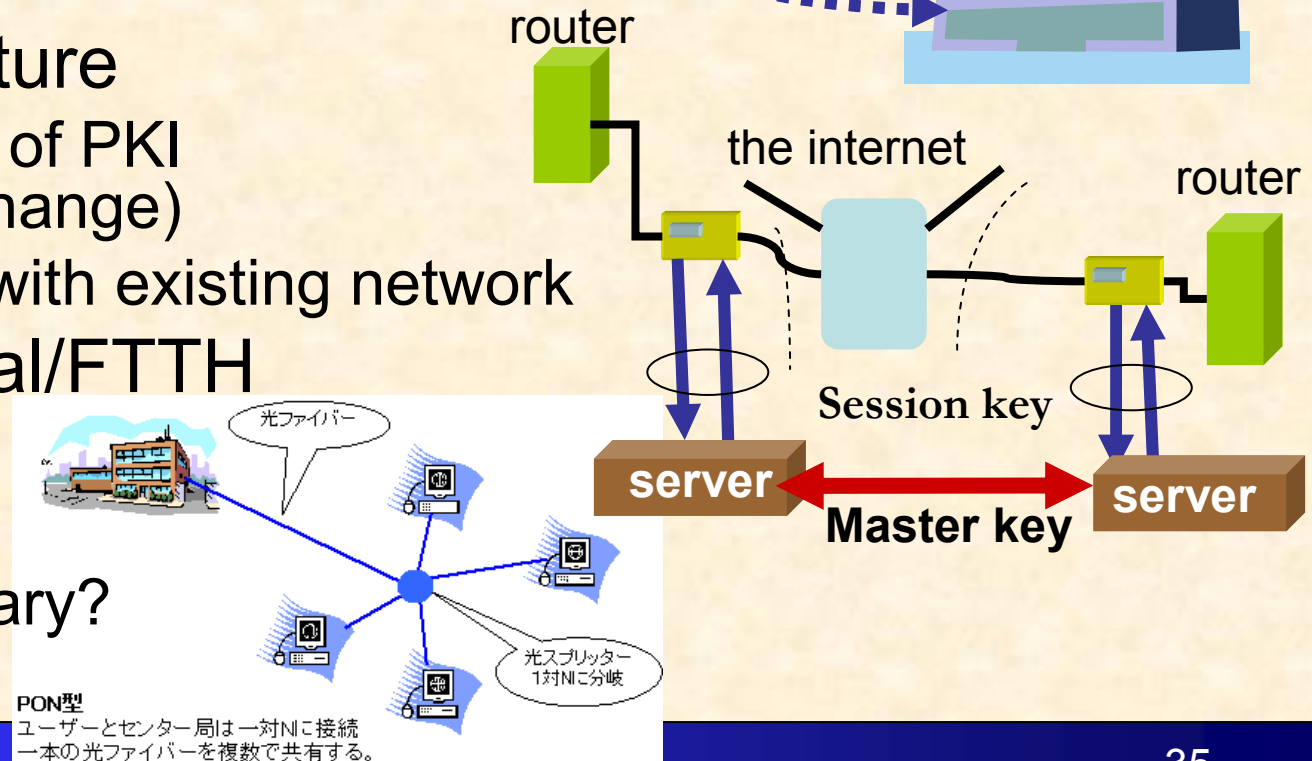 ture
of PKI
hange)
with existing network
al/FTTH
ary?
router
the internet
router
Session key
server
server
Master key
光ファイバー
光スプリッター
1対Nに分岐
PON型
ユーザーとセンター局は一対Nに接続
一本の光ファイバーを複数で共有する。
35